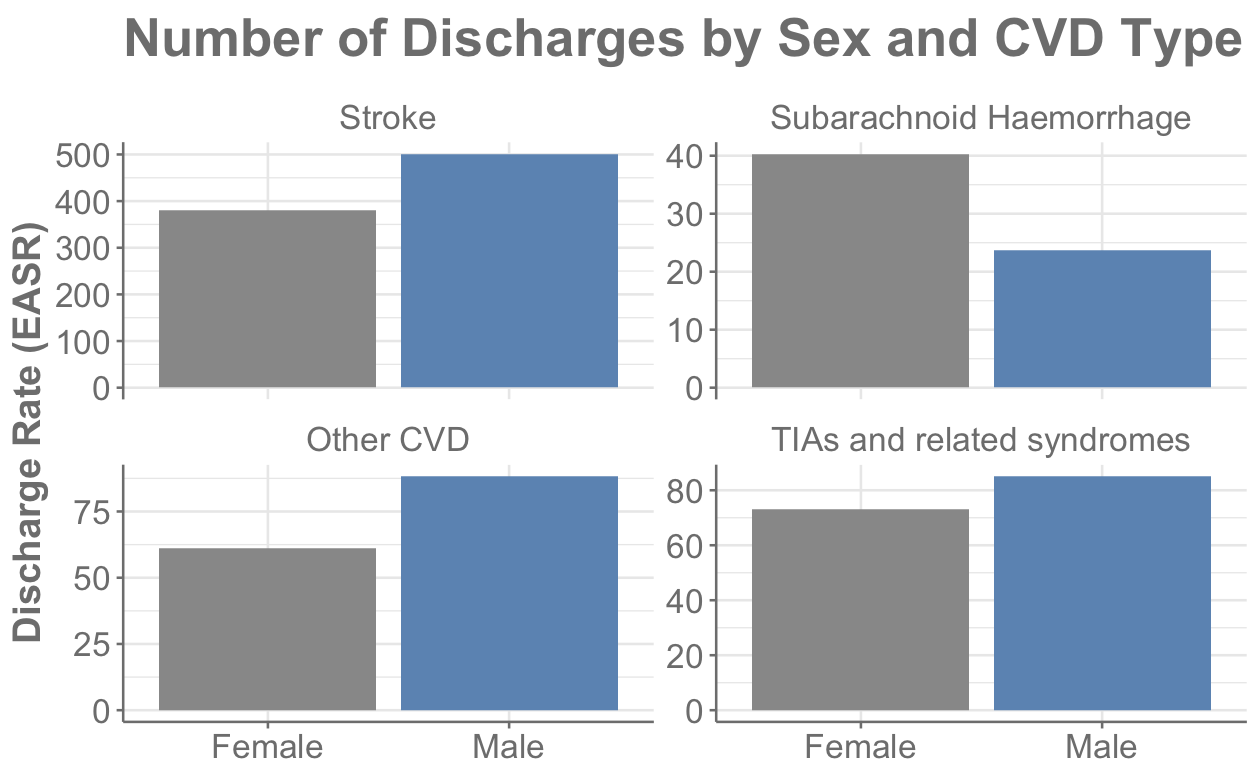 Number of Discharges by Sex and CVD Type
Discharge Rate (EASR)
Stroke
500
400
300
200
100
0
Subarachnoid Haemorrhage
40
30
20
10
0
Other CVD
75
50
25
0
Female
Male
TIAs and related syndromes
80
60
40
20
0
Female
Male